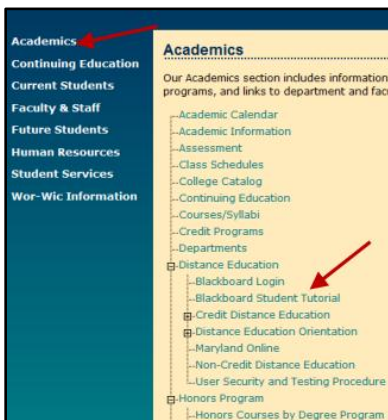 Academics
Continuing Education
Current Students
Faculty & Staff
Future Students
Human Resources
Student Services
Wor-Wic Information
Academics
Our Academics section includes information
programs, and links to department and
Academic Calendar
Academic Information
Assessment
Class Schedules
College Catalog
Continuing Education
Courses/Syllabi
Credit Programs
Departments
Distance Education
Blackboard Login
Blackboard Student Tutorial
Credit Distance Education
Distance Education Orientation
Maryland Online
Non-Credit Distance Education
User Security and Testing Procedure
Honors Program
Honors Courses by Degree Program